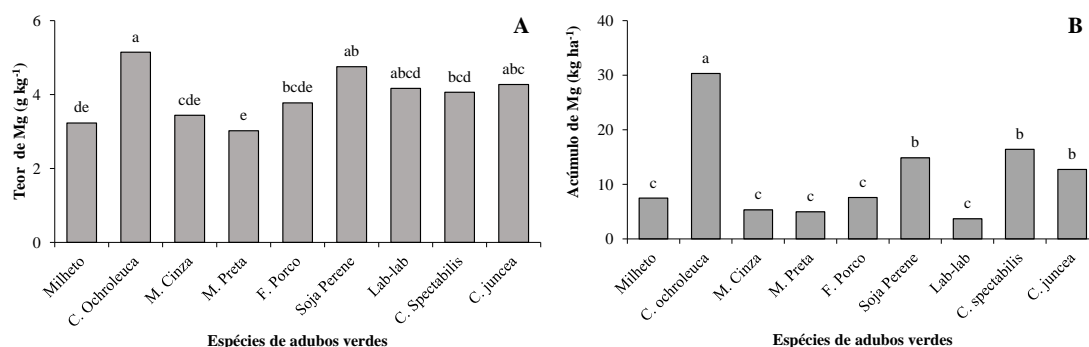 A
Teor de Mg (g kg-1)
6
4
2
0
de
a
cde
e
bcde
ab
abcd
bcd
abc
Milheto
C. Ochroleuca
M. Cinza
M. Preta
F. Porco
Soja Perene
Lab-lab
C. Spectabilis
C. juncea
Espécies de adubos verdes
B
Acúmulo de Mg (kg ha-1)
40
30
20
10
0
c
a
c
c
c
b
c
b
b
Milheto
C. ochroleuca
M. Cinza
M. Preta
F. Porco
Soja Perene
Lab-lab
C. spectabilis
C. juncea
Espécies de adubos verdes